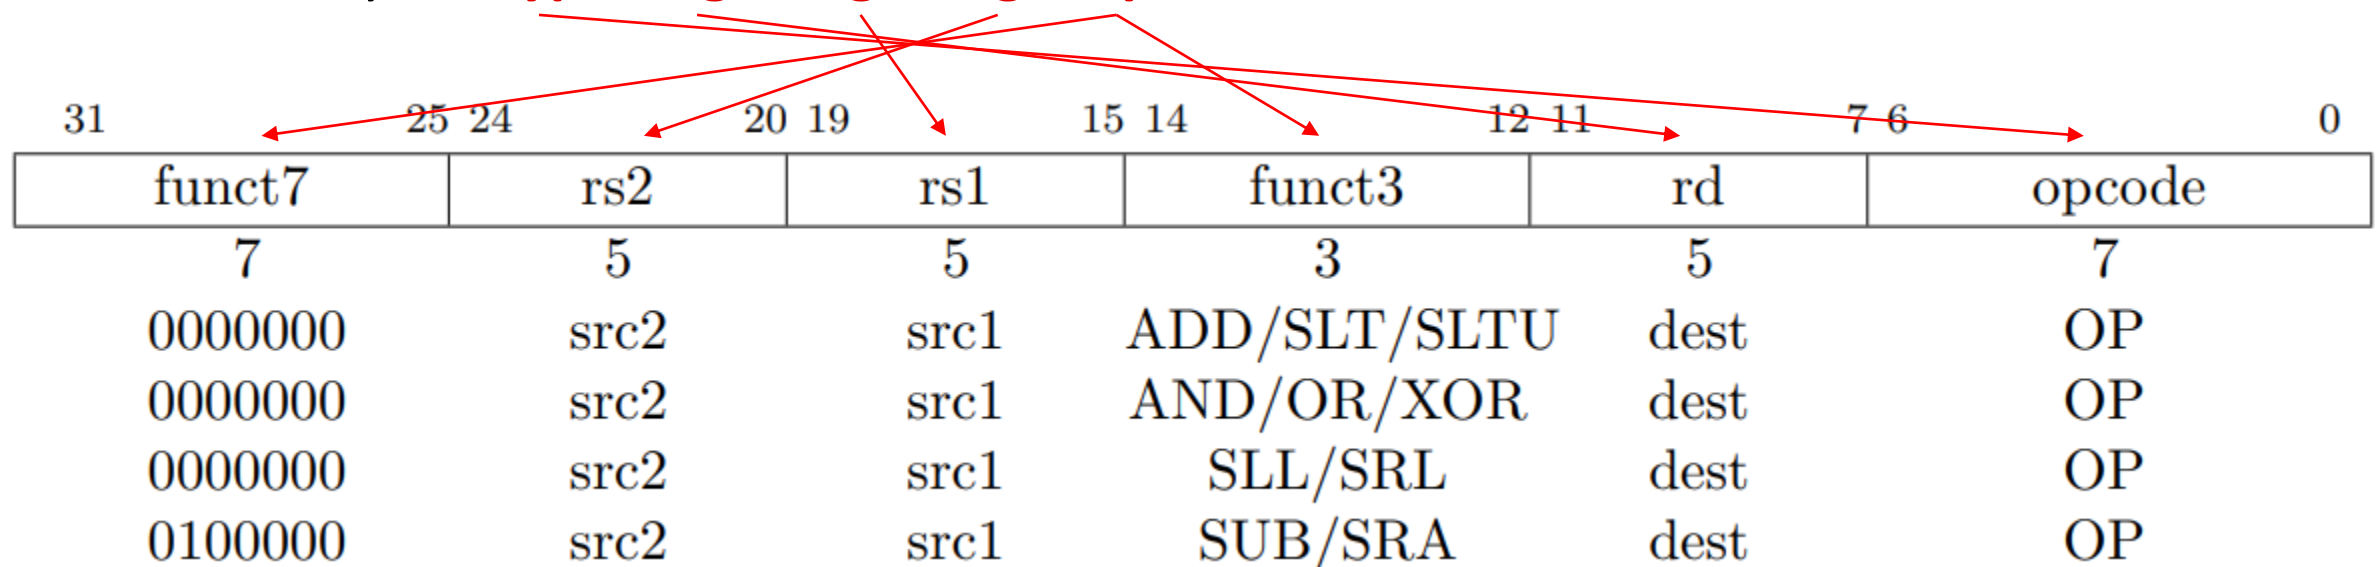 31 25 24 20 19 15 14 12 11 7 6 0
funct7 rs2 rs1 funct3 rd opcode
7 5 5 3 5 7
0000000 src2 src1 ADD/SLT/SLTU dest OP
0000000 src2 src1 AND/OR/XOR dest OP
0000000 src2 src1 SLL/SRL dest OP
0100000 src2 src1 SUB/SRA dest OP